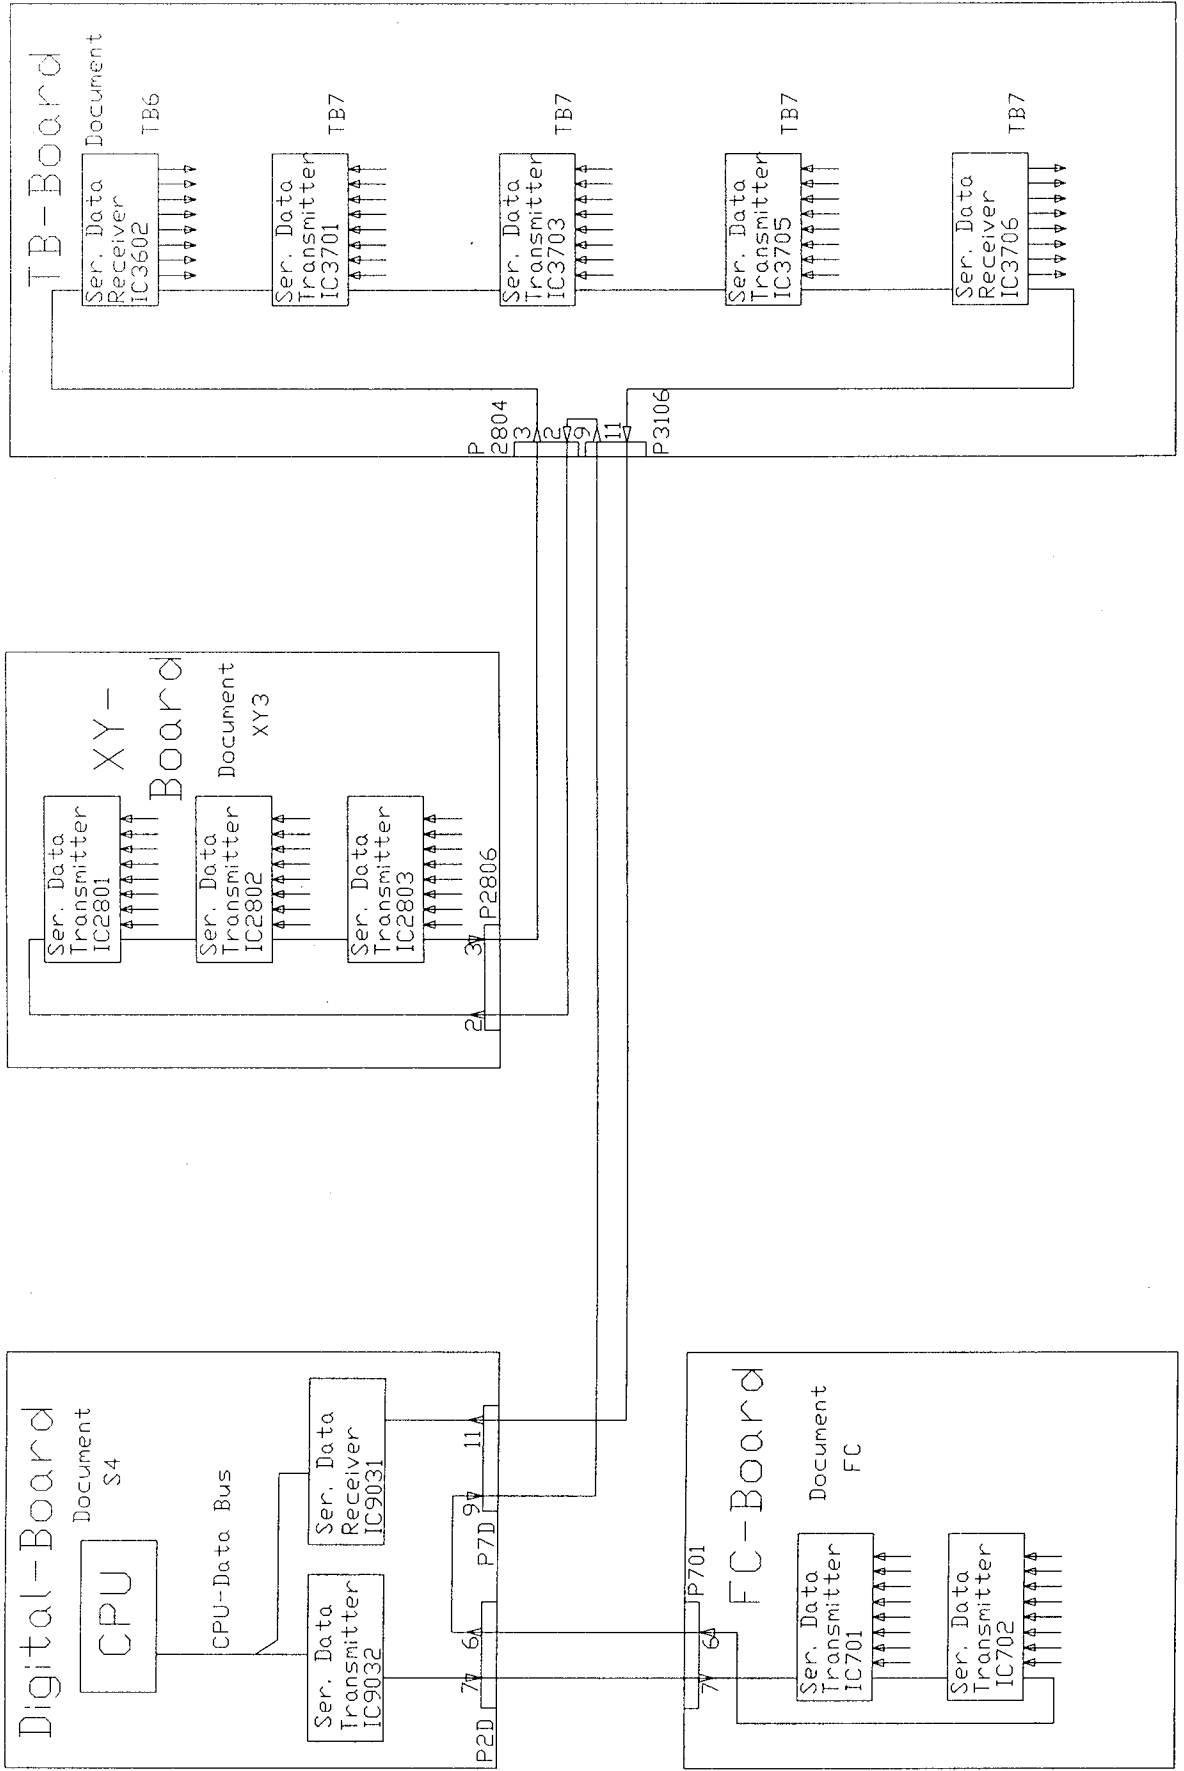 Digital-Board
Document
S4
CPU
CPU-Data Bus
Ser. Data
Transmitter
IC9032
Ser. Data
Receiver
IC9031
P2D
7
6
P7D
9
11
FC-Board
Document
FC
P701
7
6
Ser. Data
Transmitter
IC701
Ser. Data
Transmitter
IC702
XY-
Board
Document
XY3
Ser. Data
Transmitter
IC2801
Ser. Data
Transmitter
IC2802
Ser. Data
Transmitter
IC2803
2
3
P2806
TB-Board
Document
Ser. Data
Receiver
IC3602
TB6
Ser. Data
Transmitter
IC3701
TB7
Ser. Data
Transmitter
IC3703
TB7
Ser. Data
Transmitter
IC3705
TB7
Ser. Data
Receiver
IC3706
TB7
P
2804
3
2
9
11
P3106